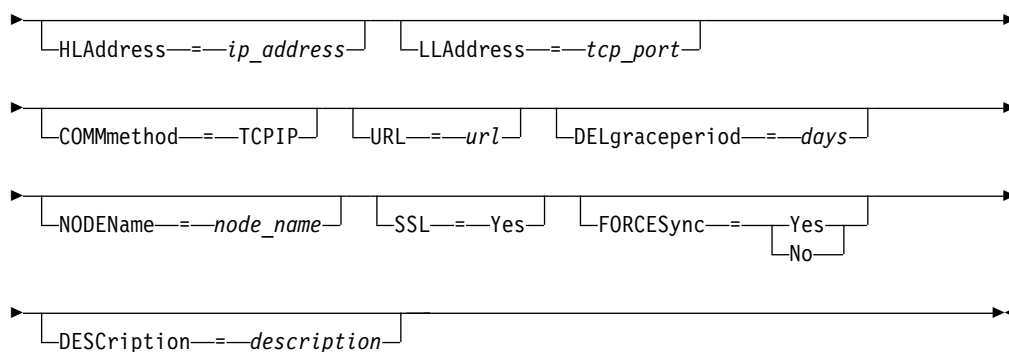 HLAddress = ip_address LLAddress = tcp_port
COMMmethod = TCPIP URL = url DELgraceperiod = days
NODEName = node_name SSL = Yes FORCESync = Yes
No
DESCription = description